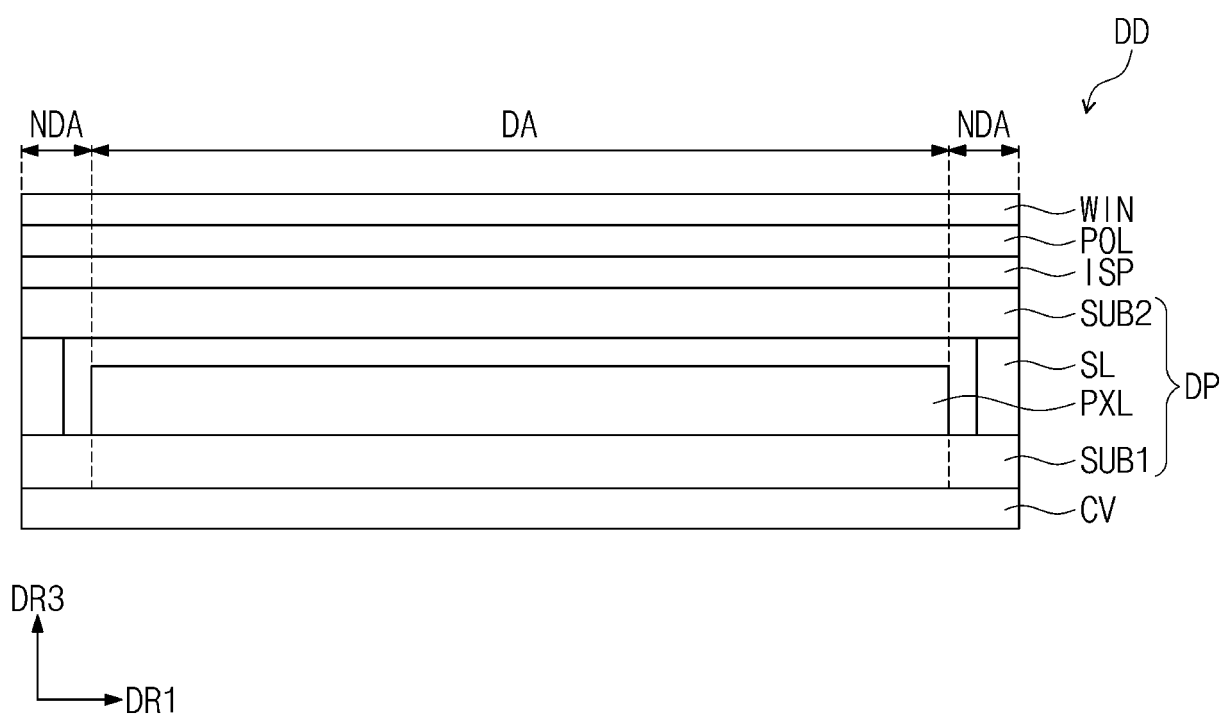 DD
NDA DA NDA
WIN
POL
ISP
SUB2
SL
DP
PXL
SUB1
CV
DR3
DR1